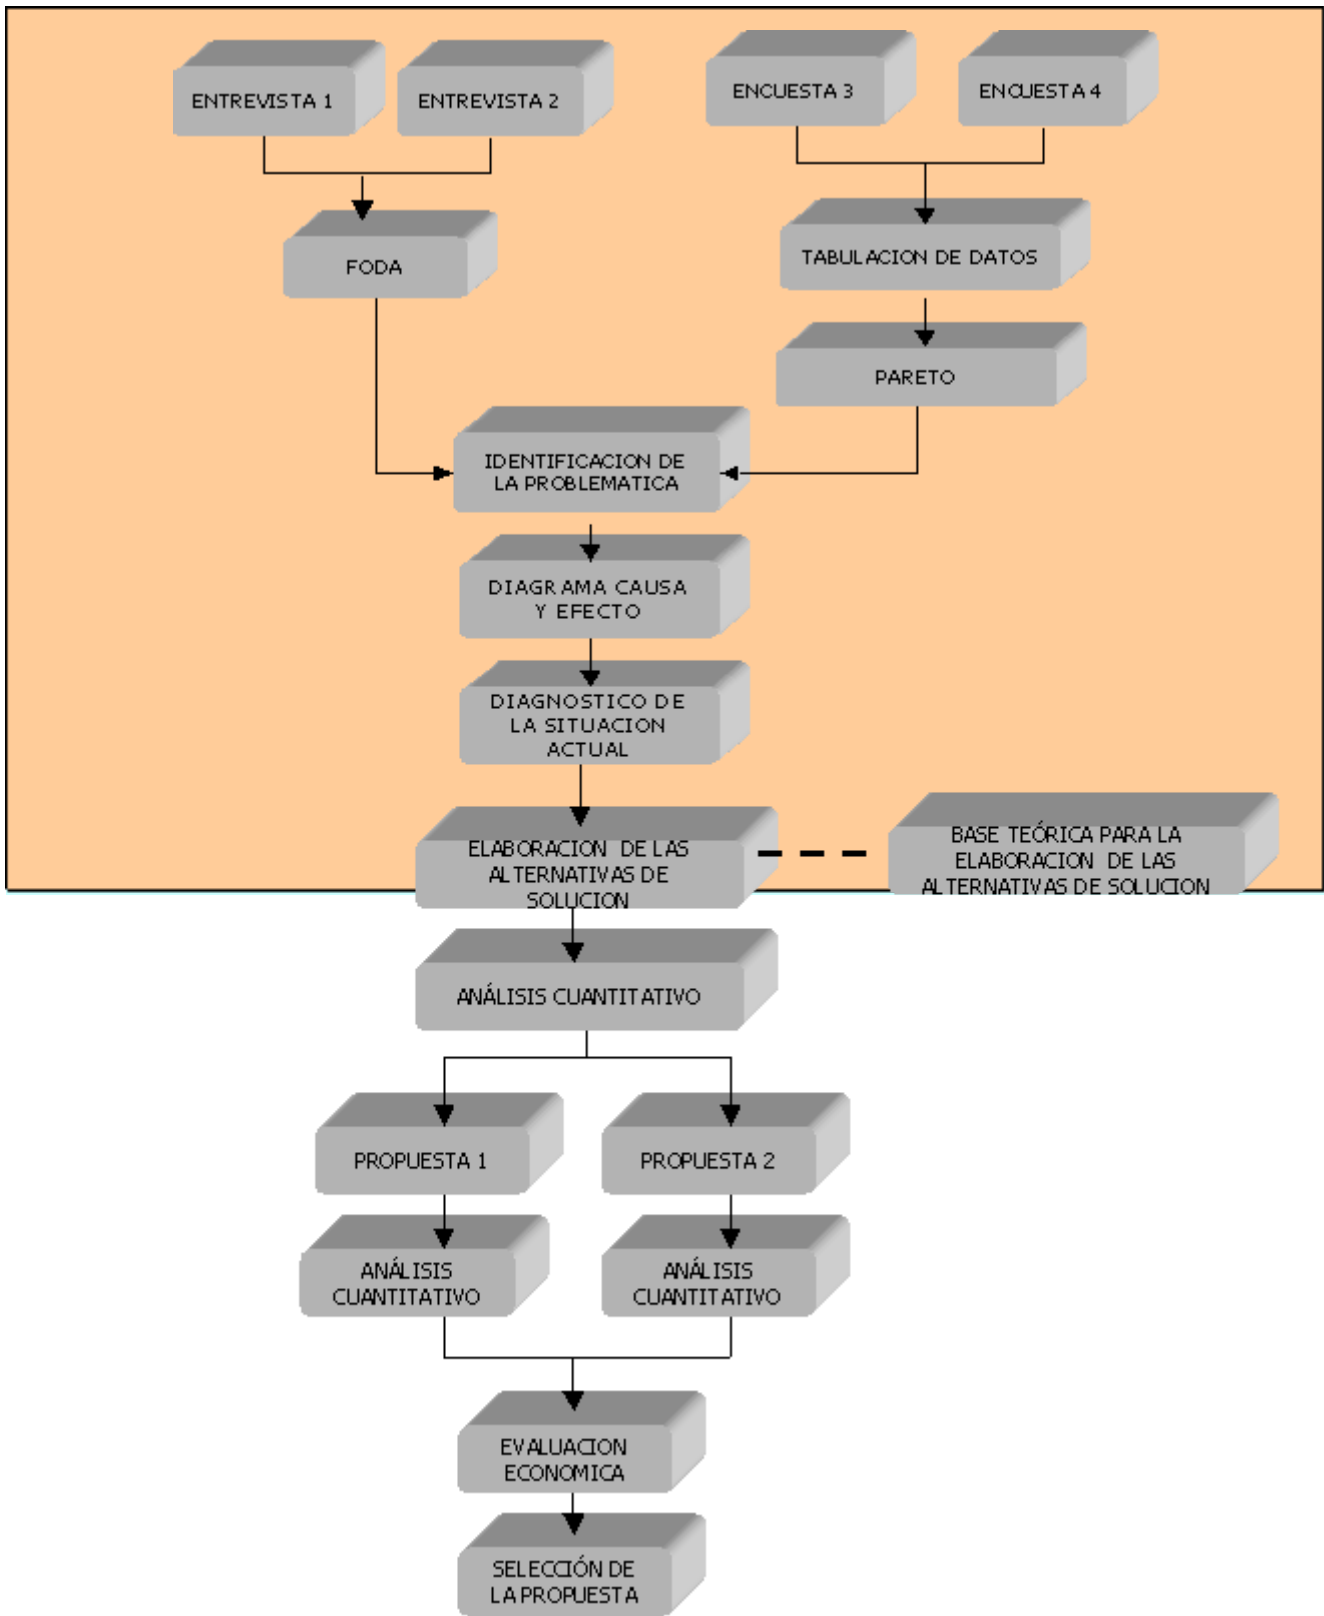 ENTREVISTA 1
ENTREVISTA 2
ENCUESTA 3
ENCUESTA 4
FODA
TABULACION DE DATOS
PARETO
IDENTIFICACION DE
LA PROBLEMATICA
DIAGRAMA CAUSA
Y EFECTO
DIAGNOSTICO DE
LA SITUACION
ACTUAL
ELABORACION DE LAS
ALTERNATIVAS DE
SOLUCION
BASE TEÓRICA PARA LA
ELABORACION DE LAS
ALTERNATIVAS DE SOLUCION
ANÁLISIS CUANTITATIVO
PROPUESTA 1
PROPUESTA 2
ANÁLISIS
CUANTITATIVO
ANÁLISIS
CUANTITATIVO
EVALUACION
ECONOMICA
SELECCIÓN DE
LA PROPUESTA